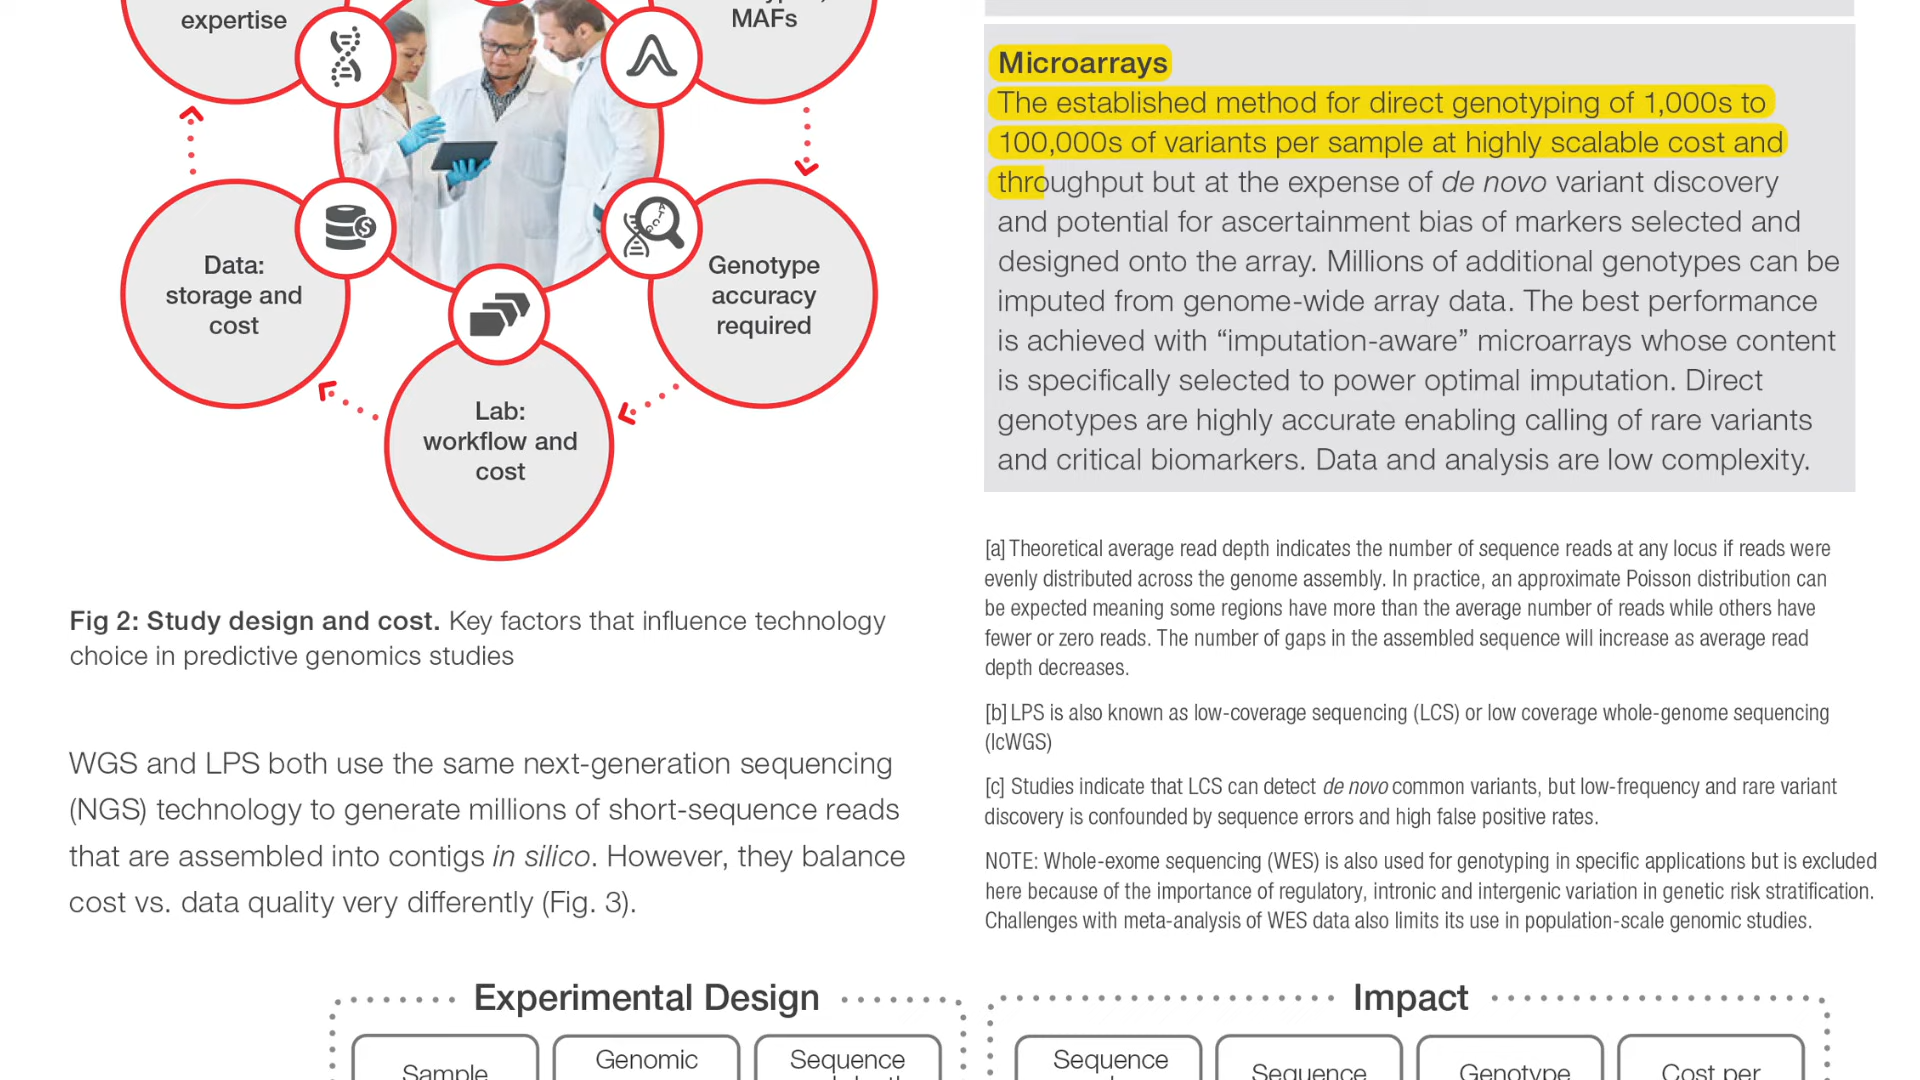 expertise
MAFs
Data:
storage and
cost
Genotype
accuracy
required
Lab:
workflow and
cost
Fig 2: Study design and cost. Key factors that influence technology
choice in predictive genomics studies
WGS and LPS both use the same next-generation sequencing
(NGS) technology to generate millions of short-sequence reads
that are assembled into contigs in silico. However, they balance
cost vs. data quality very differently (Fig. 3).
Microarrays
The established method for direct genotyping of 1,000s to
100,000s of variants per sample at highly scalable cost and
throughput but at the expense of de novo variant discovery
and potential for ascertainment bias of markers selected and
designed onto the array. Millions of additional genotypes can be
imputed from genome-wide array data. The best performance
is achieved with “imputation-aware” microarrays whose content
is specifically selected to power optimal imputation. Direct
genotypes are highly accurate enabling calling of rare variants
and critical biomarkers. Data and analysis are low complexity.
[a] Theoretical average read depth indicates the number of sequence reads at any locus if reads were
evenly distributed across the genome assembly. In practice, an approximate Poisson distribution can
be expected meaning some regions have more than the average number of reads while others have
fewer or zero reads. The number of gaps in the assembled sequence will increase as average read
depth decreases.
[b] LPS is also known as low-coverage sequencing (LCS) or low coverage whole-genome sequencing
(lcWGS)
[c] Studies indicate that LCS can detect de novo common variants, but low-frequency and rare variant
discovery is confounded by sequence errors and high false positive rates.
NOTE: Whole-exome sequencing (WES) is also used for genotyping in specific applications but is excluded
here because of the importance of regulatory, intronic and intergenic variation in genetic risk stratification.
Challenges with meta-analysis of WES data also limits its use in population-scale genomic studies.
Experimental Design
Sample
Genomic
Sequence
Impact
Sequence
Sequence
Genotype
Cost per